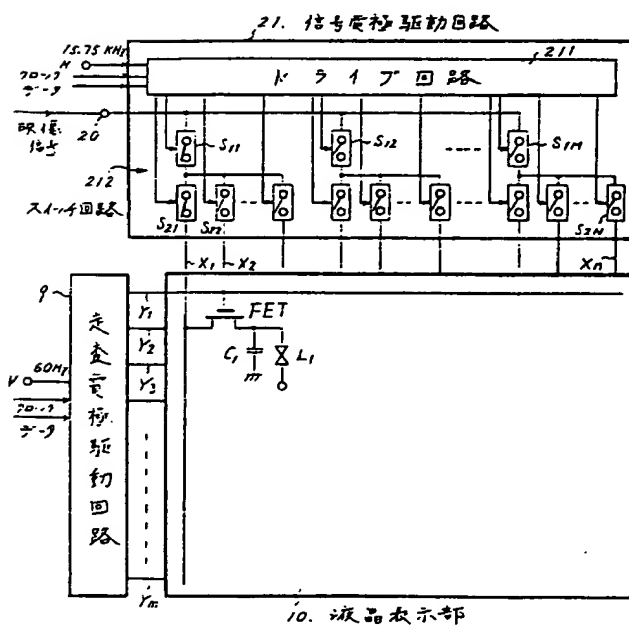 21. 信号電極駆動回路
15.75 KHz
H
211
クロック
データ
ドライブ回路
映像信号
20
S11
S12
S1M
212
スイッチ回路
S21
S22
S2N
X1
X2
Xn
9
走査電極駆動回路
Y1
Y2
Y3
Ym
FET
C1
L1
V
60Hz
クロック
データ
10. 液晶表示部